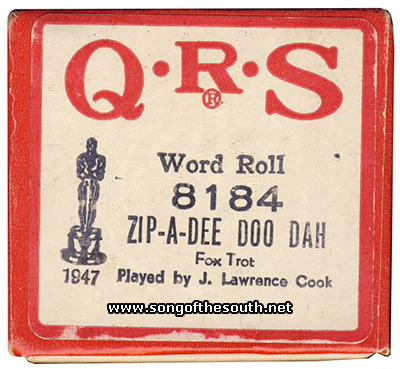 Q·R·S
®
Word Roll
8184
ZIP-A-DEE DOO DAH
Fox Trot
1947 Played by J. Lawrence Cook
www.songofthesouth.net